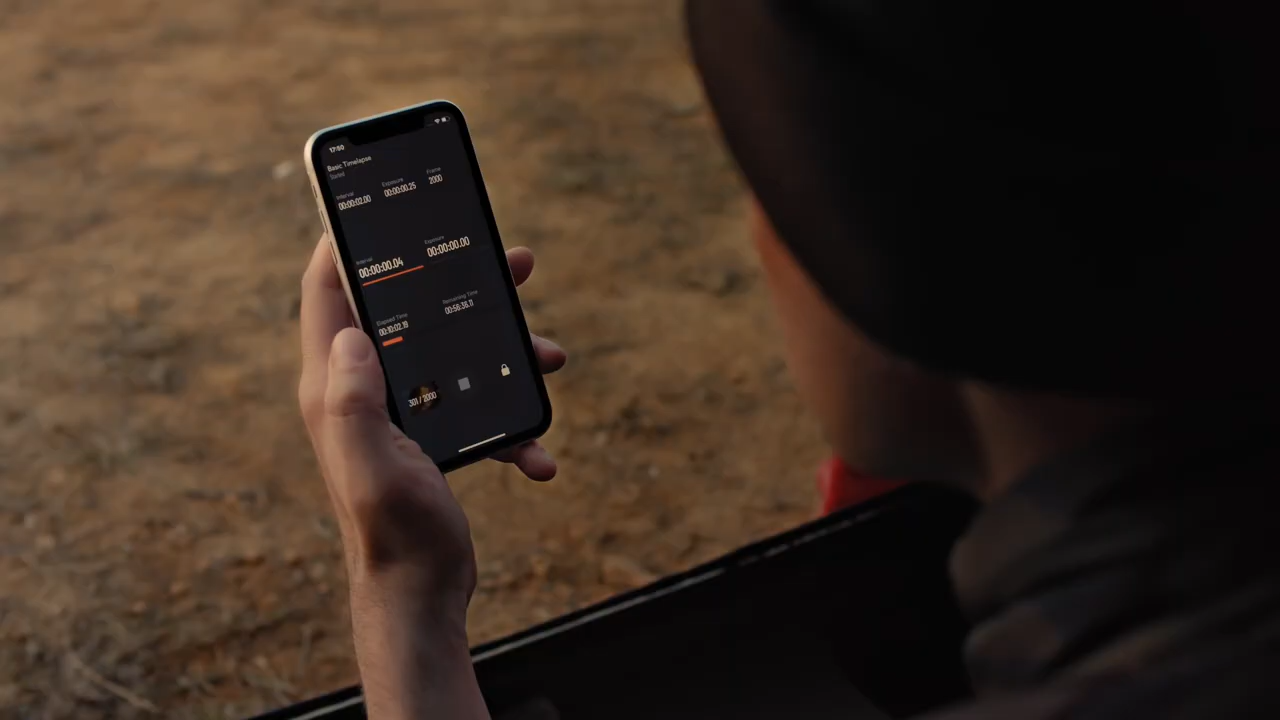 17:50
Basic Timelapse
Started
Interval Exposure Frame
00:00:02.00 00:00:00.25 2000
Interval Exposure
00:00:00.04 00:00:00.00
Elapsed Time Remaining Time
00:10:02.19 00:56:36.11
301 / 2000